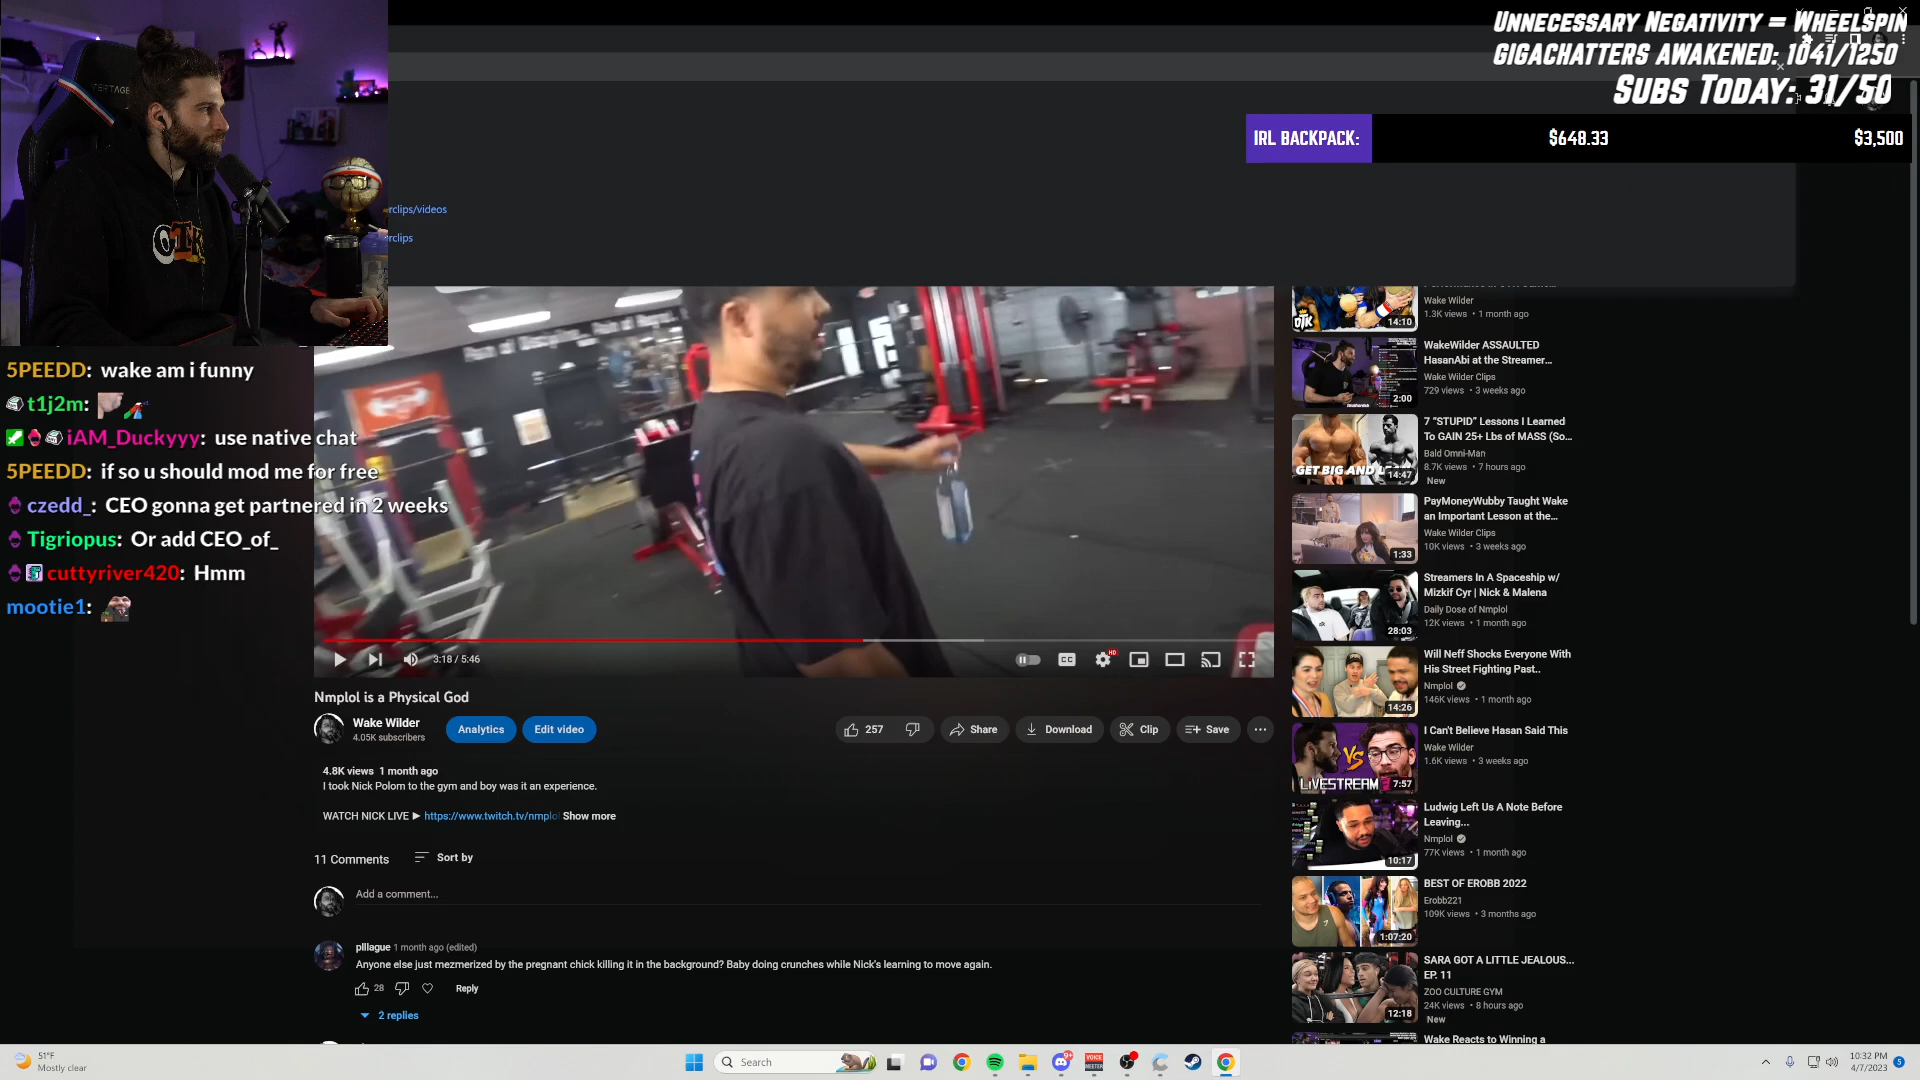 UNNECESSARY NEGATIVITY = WHEELSPIN
GIGACHATTERS AWAKENED: 1041/1250
SUBS TODAY: 31/50
IRL BACKPACK: $648.33 $3,500
rclips/videos
rclips
5PEEDD: wake am i funny
t1j2m:
iAM_Duckyyy: use native chat
5PEEDD: if so u should mod me for free
czedd_: CEO gonna get partnered in 2 weeks
Tigriopus: Or add CEO_of_
cuttyriver420: Hmm
mootie1:
3:18 / 5:46
CC
HD
Nmplol is a Physical God
Wake Wilder
4.05K subscribers
Analytics
Edit video
257
Share
Download
Clip
Save
4.8K views 1 month ago
I took Nick Polom to the gym and boy was it an experience.
WATCH NICK LIVE ► https://www.twitch.tv/nmplol Show more
11 Comments
Sort by
Add a comment...
plllague 1 month ago (edited)
Anyone else just mezmerized by the pregnant chick killing it in the background? Baby doing crunches while Nick's learning to move again.
28
Reply
2 replies
Wake Wilder
1.3K views • 1 month ago
OTK
14:10
WakeWilder ASSAULTED
HasanAbi at the Streamer...
Wake Wilder Clips
729 views • 3 weeks ago
2:00
7 “STUPID” Lessons I Learned
To GAIN 25+ Lbs of MASS (So...
Bald Omni-Man
8.7K views • 7 hours ago
New
GET BIG AND L
14:47
PayMoneyWubby Taught Wake
an Important Lesson at the...
Wake Wilder Clips
10K views • 3 weeks ago
1:33
Streamers In A Spaceship w/
Mizkif Cyr | Nick & Malena
Daily Dose of Nmplol
12K views • 1 month ago
28:03
Will Neff Shocks Everyone With
His Street Fighting Past..
Nmplol
146K views • 1 month ago
14:26
I Can't Believe Hasan Said This
Wake Wilder
1.6K views • 3 weeks ago
VS
LIVESTREAM
7:57
Ludwig Left Us A Note Before
Leaving...
Nmplol
77K views • 1 month ago
10:17
BEST OF EROBB 2022
Erobb221
109K views • 3 months ago
1:07:20
SARA GOT A LITTLE JEALOUS...
EP. 11
ZOO CULTURE GYM
24K views • 8 hours ago
New
12:18
Wake Reacts to Winning a
51°F
Mostly clear
Search
9+
VOICE
MEETER
10:32 PM
4/7/2023
5